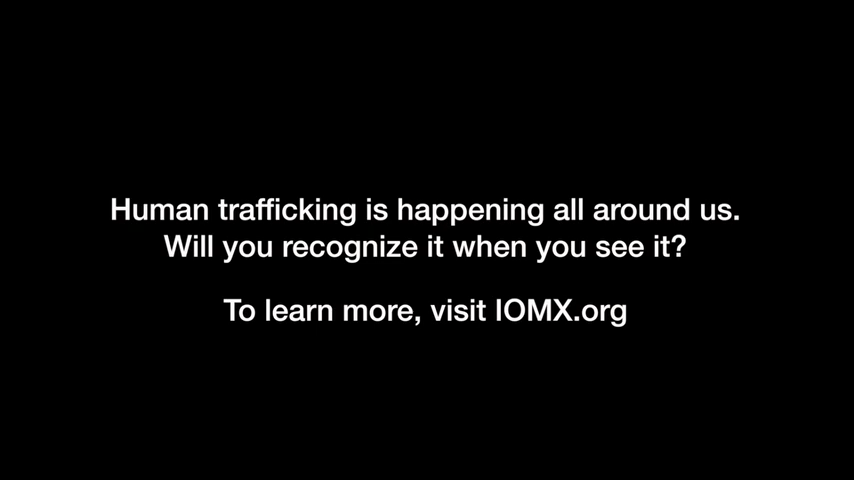 Human trafficking is happening all around us.
Will you recognize it when you see it?
To learn more, visit IOMX.org